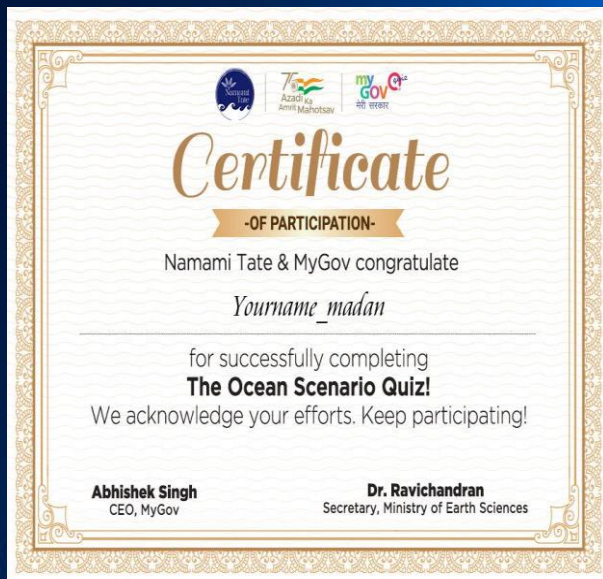 Namami
Tate
75
Azadi Ka
Amrit Mahotsav
my
GOV
मेरी सरकार
Quiz
Certificate
-OF PARTICIPATION-
Namami Tate & MyGov congratulate
Yourname_madan
for successfully completing
The Ocean Scenario Quiz!
We acknowledge your efforts. Keep participating!
Abhishek Singh
CEO, MyGov
Dr. Ravichandran
Secretary, Ministry of Earth Sciences